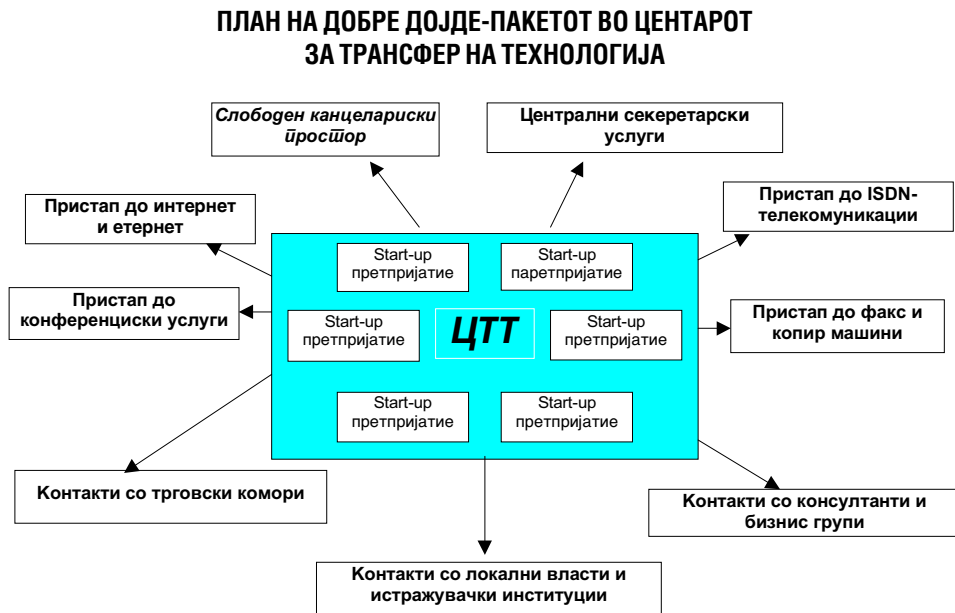 ПЛАН НА ДОБРЕ ДОЈДЕ-ПАКЕТОТ ВО ЦЕНТАРОТ
ЗА ТРАНСФЕР НА ТЕХНОЛОГИЈА
Слободен канцелариски
простор
Централни секеретарски
услуги
Пристап до интернет
и етернет
Пристап до ISDN-
телекомуникации
Start-up
претпријатие
Start-up
паретпријатие
Пристап до
конференциски услуги
Start-up
претпријатие
ЦТТ
Start-up
претпријатие
Пристап до факс и
копир машини
Start-up
претпријатие
Start-up
претпријатие
Контакти со трговски комори
Контакти со консултанти и
бизнис групи
Контакти со локални власти и
истражувачки институции